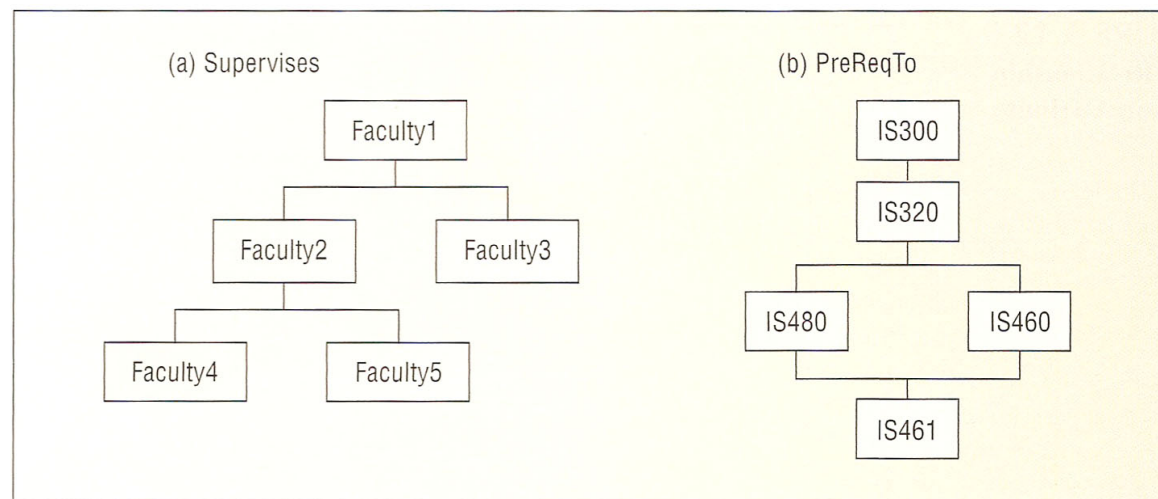 (a) Supervises
Faculty1
Faculty2
Faculty3
Faculty4
Faculty5
(b) PreReqTo
IS300
IS320
IS480
IS460
IS461